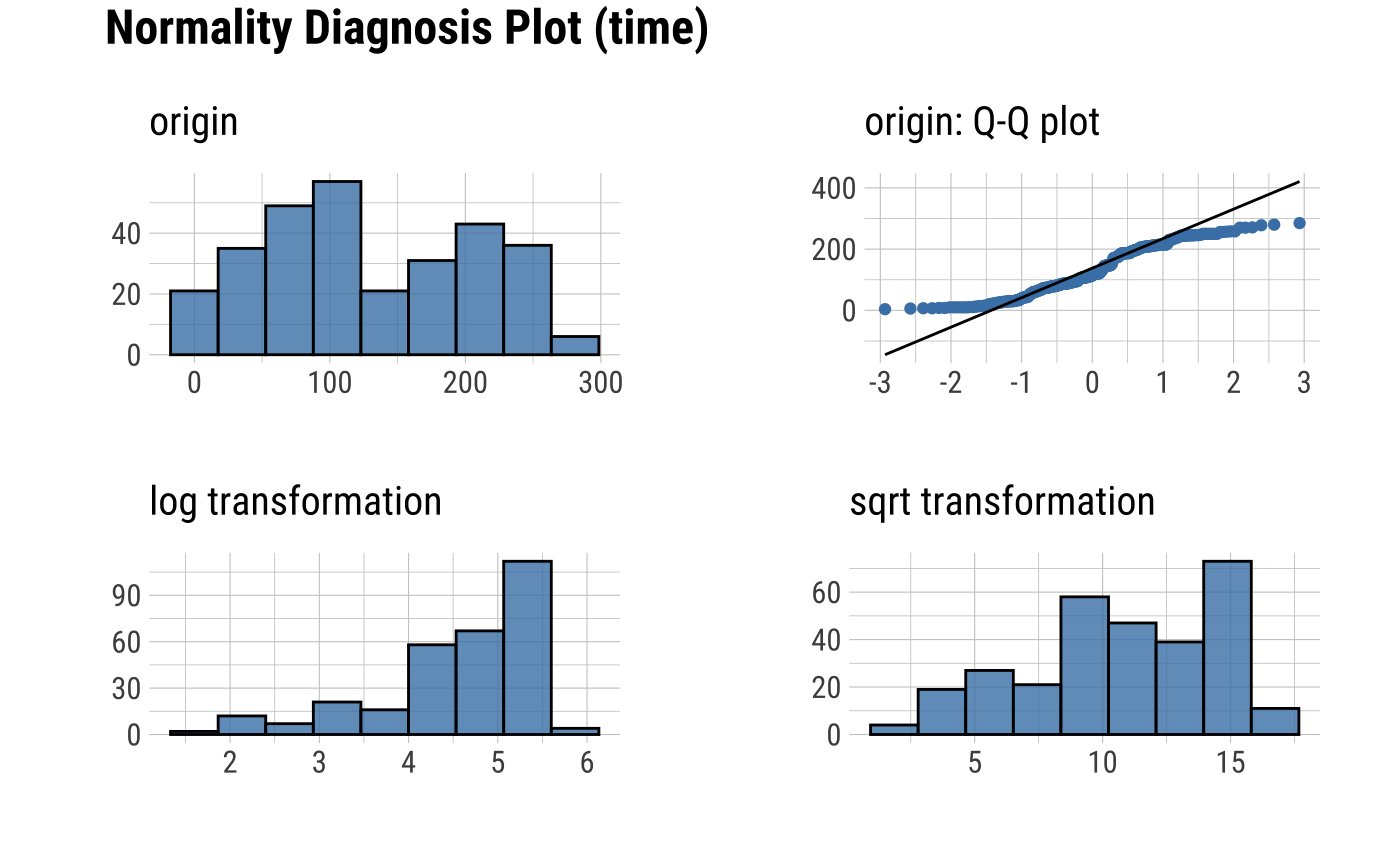 Normality Diagnosis Plot (time)
origin
40
20
0
0 100 200 300
origin: Q-Q plot
400
200
0
-3 -2 -1 0 1 2 3
log transformation
90
60
30
0
2 3 4 5 6
sqrt transformation
60
40
20
0
5 10 15